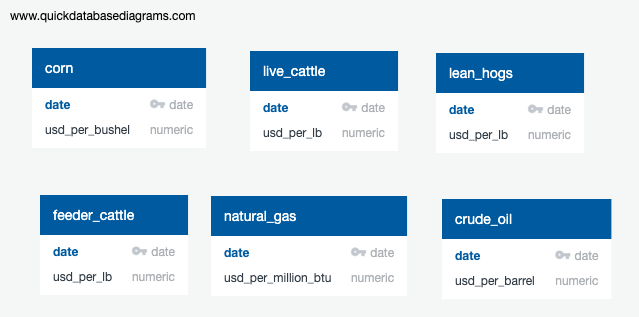 www.quickdatabasediagrams.com
corn
date date
usd_per_bushel numeric
live_cattle
date date
usd_per_lb numeric
lean_hogs
date date
usd_per_lb numeric
feeder_cattle
date date
usd_per_lb numeric
natural_gas
date date
usd_per_million_btu numeric
crude_oil
date date
usd_per_barrel numeric